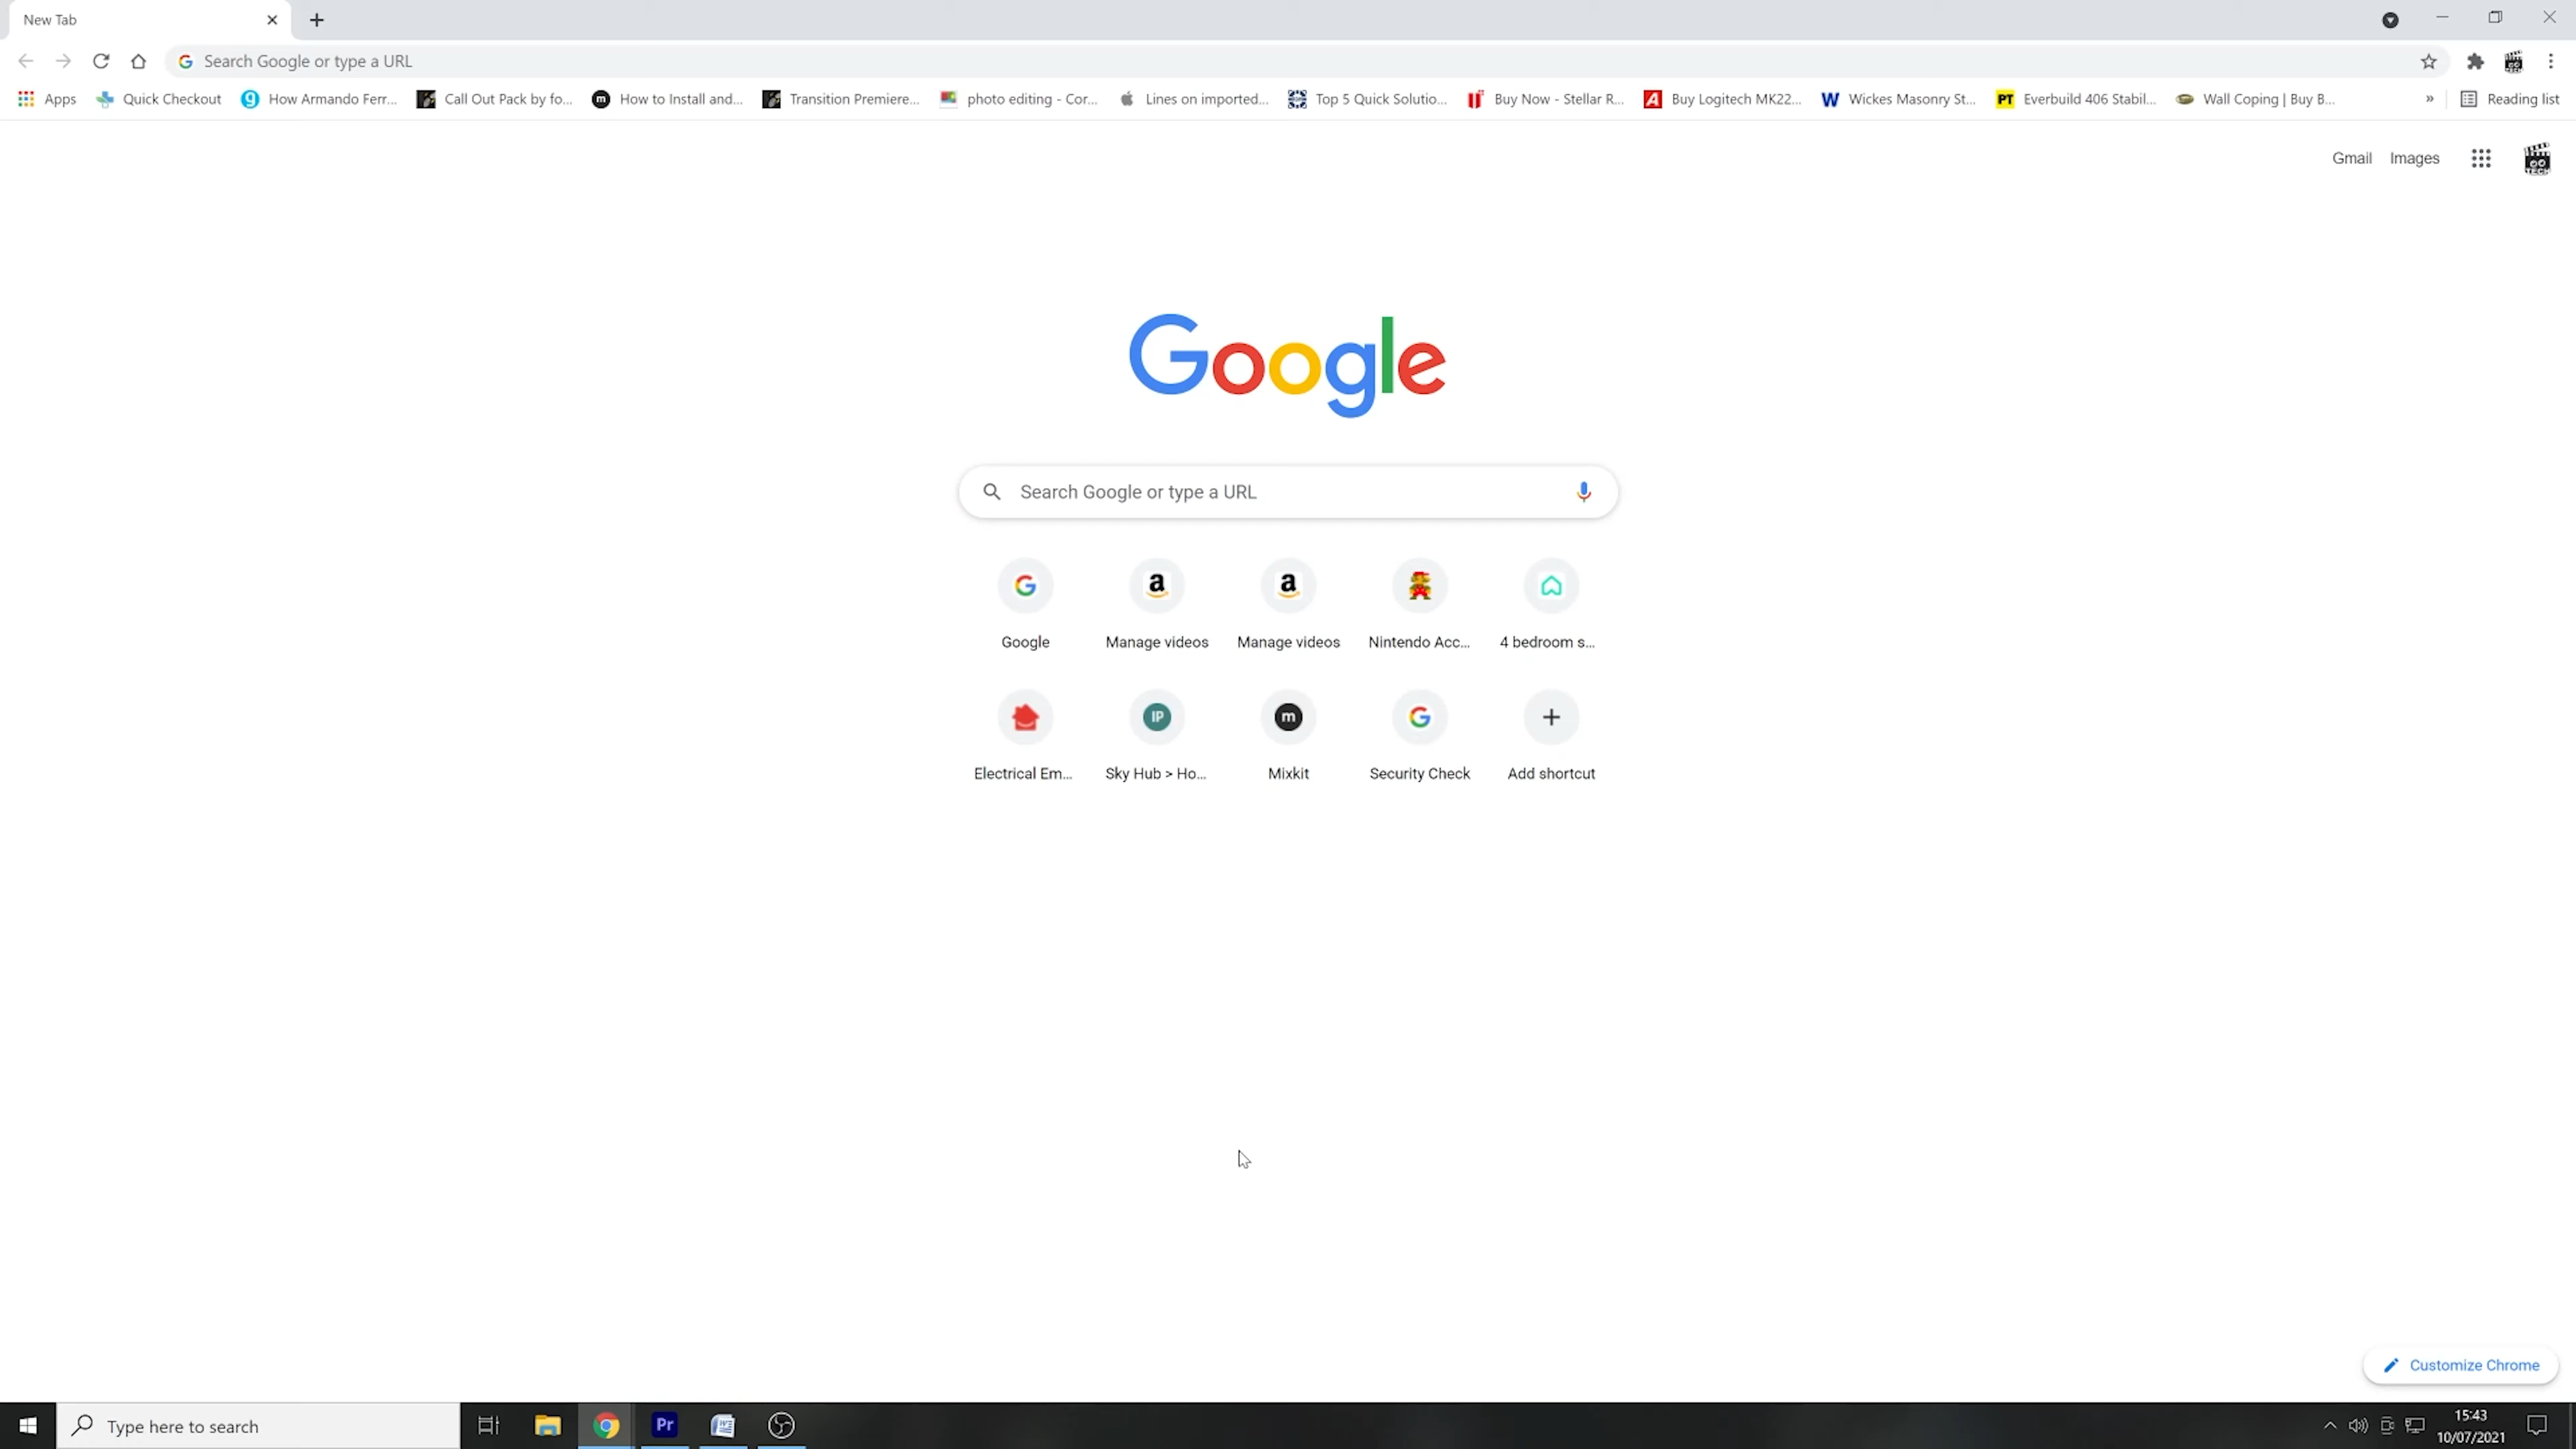 New Tab
Search Google or type a URL
Apps Quick Checkout How Armando Ferr... Call Out Pack by fo... How to Install and... Transition Premiere... photo editing - Cor... Lines on imported... Top 5 Quick Solutio... Buy Now - Stellar R... Buy Logitech MK22... Wickes Masonry St... PT Everbuild 406 Stabil... Wall Coping | Buy B... » Reading list
Gmail Images
TECH
Google
Search Google or type a URL
Google Manage videos Manage videos Nintendo Acc... 4 bedroom s...
IP m
Electrical Em... Sky Hub > Ho... Mixkit Security Check Add shortcut
Customize Chrome
Type here to search
Pr
15:43
10/07/2021